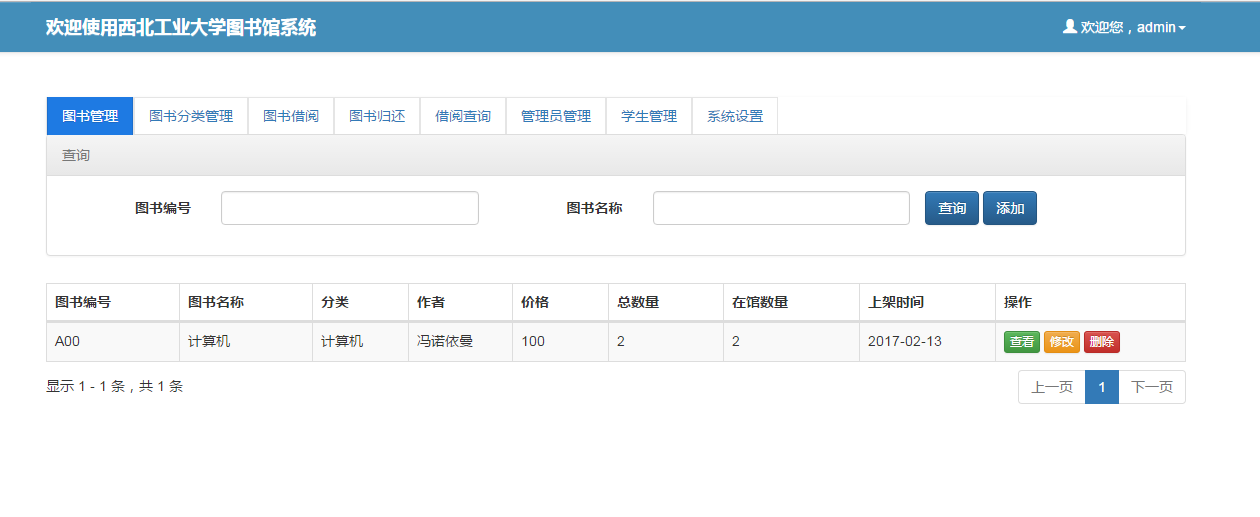 欢迎使用西北工业大学图书馆系统 欢迎您，admin
图书管理 图书分类管理 图书借阅 图书归还 借阅查询 管理员管理 学生管理 系统设置
查询
图书编号 图书名称 查询 添加
图书编号 图书名称 分类 作者 价格 总数量 在馆数量 上架时间 操作
A00 计算机 计算机 冯诺依曼 100 2 2 2017-02-13 查看 修改 删除
显示 1 - 1 条，共 1 条 上一页 1 下一页